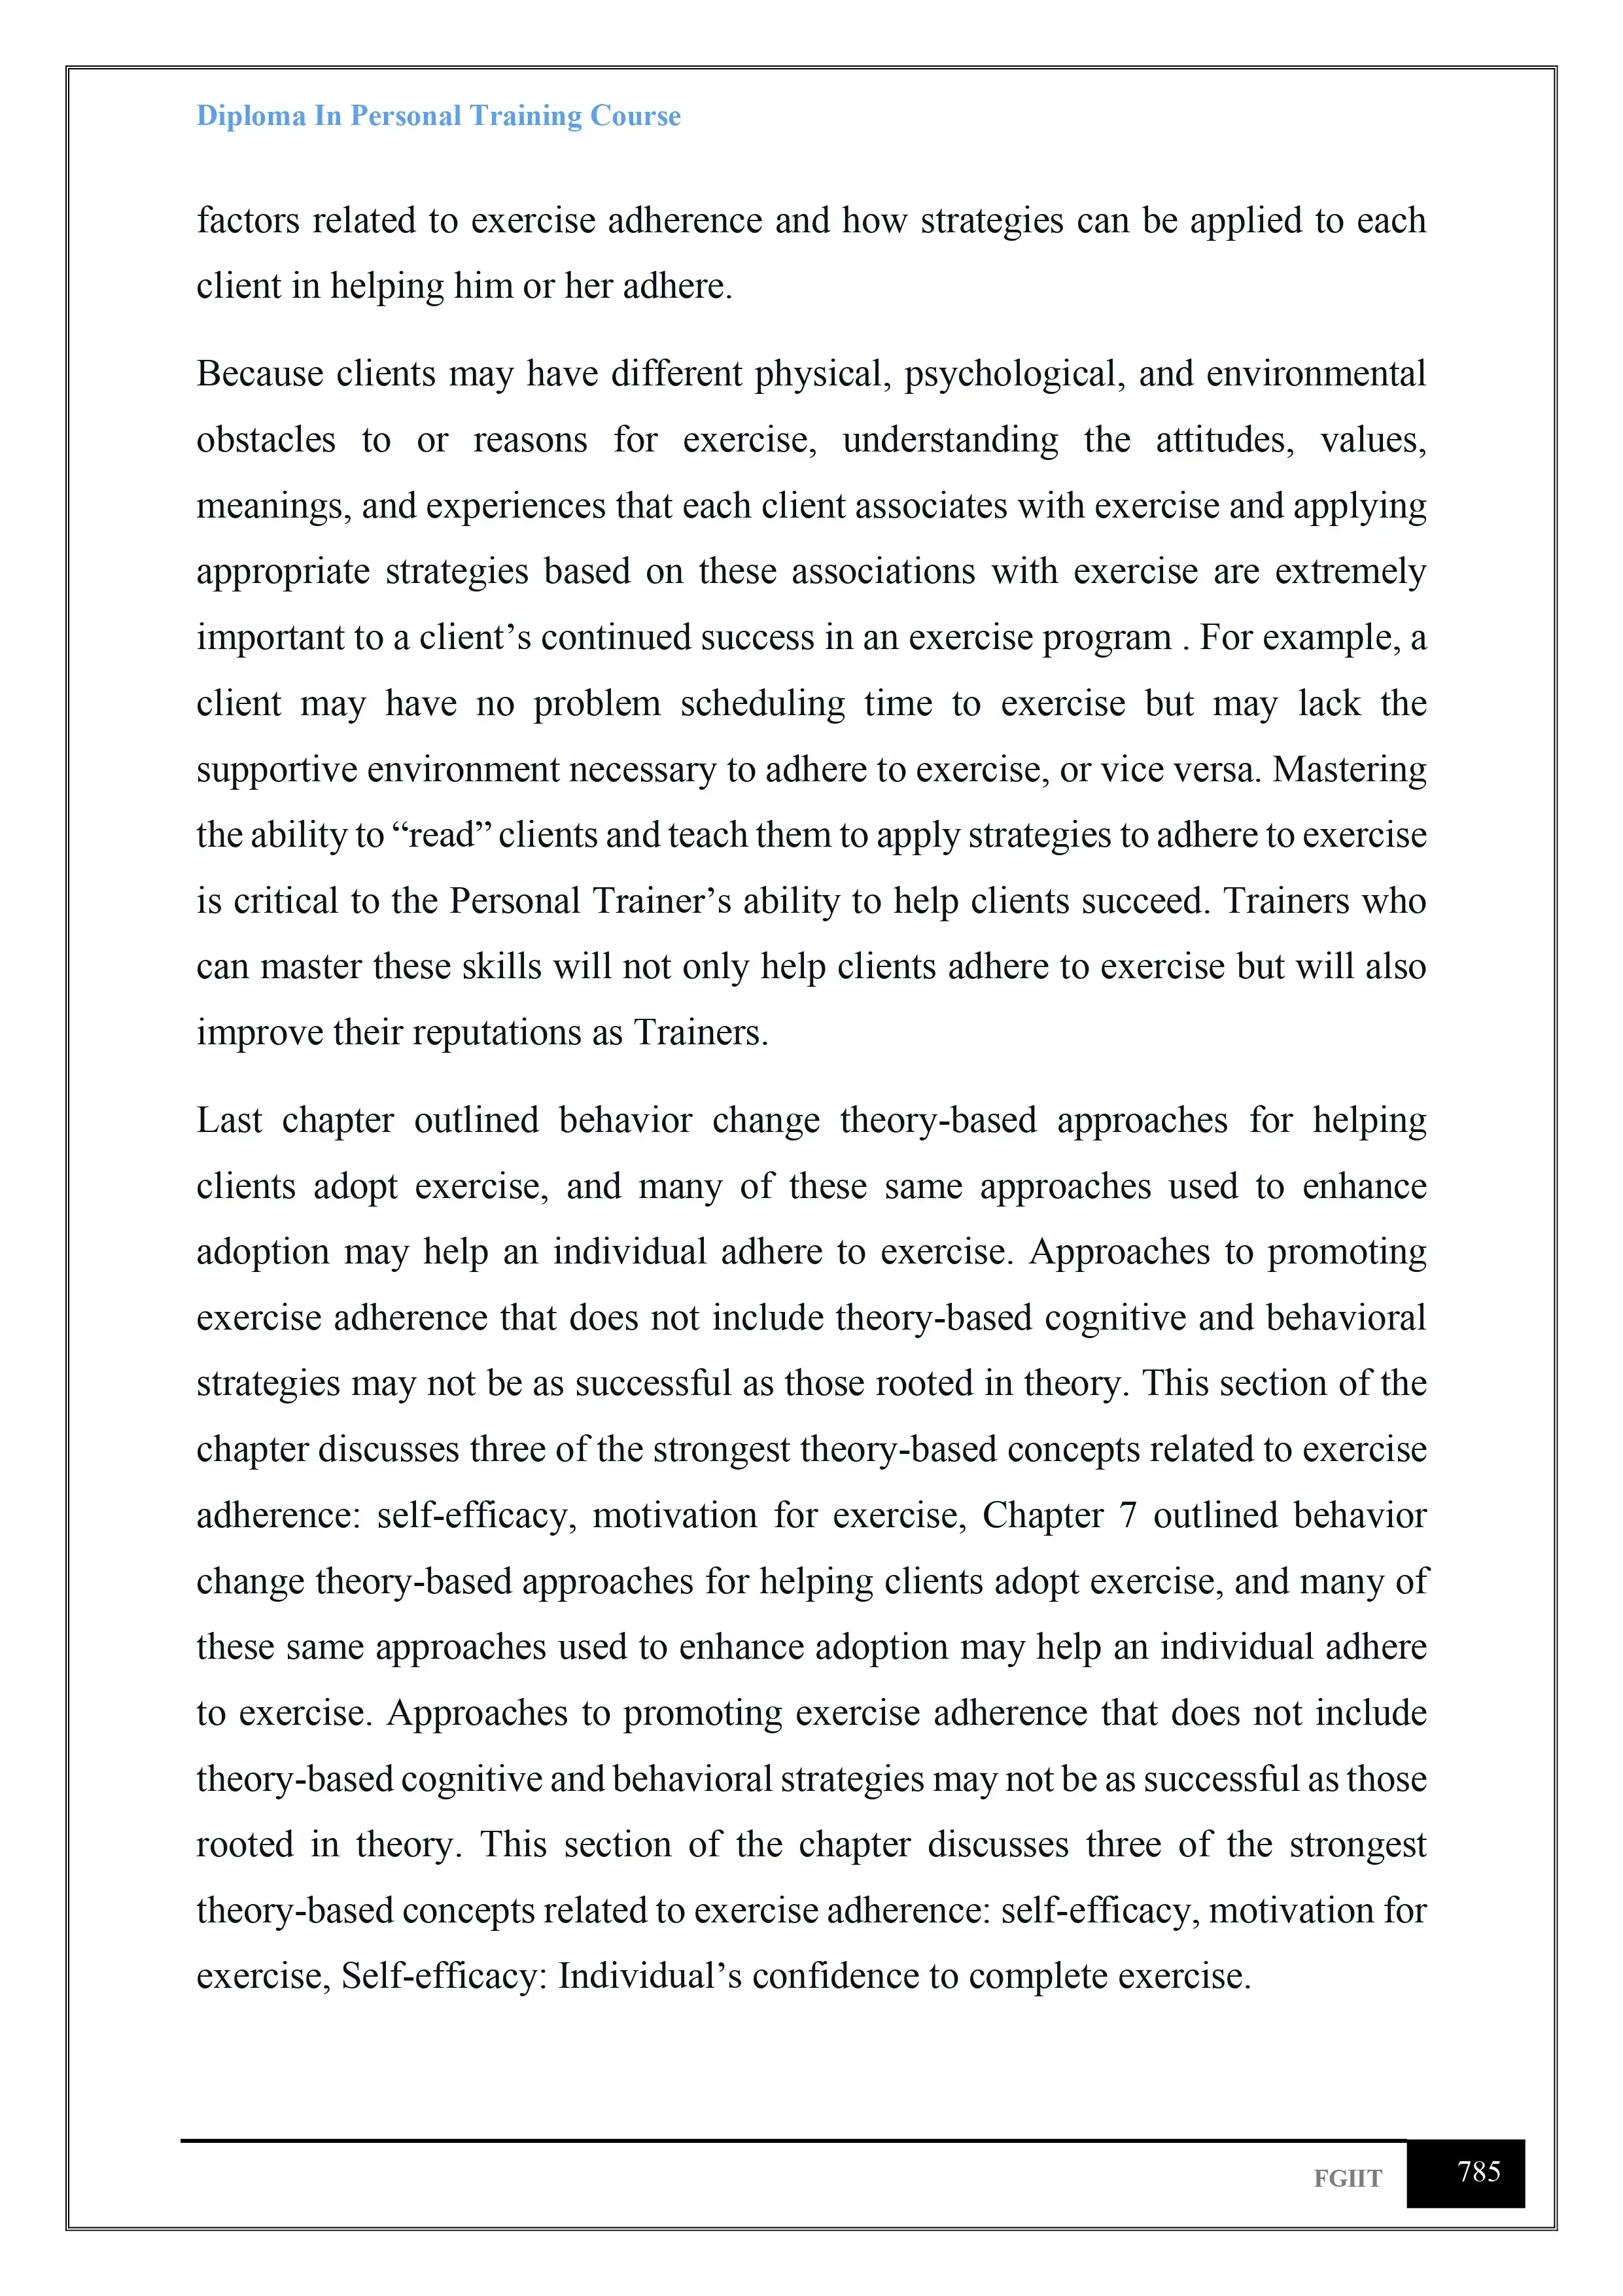 Diploma In Personal Training Course
factors related to exercise adherence and how strategies can be applied to each
client in helping him or her adhere.
Because clients may have different physical, psychological, and environmental
obstacles to or reasons for exercise, understanding the attitudes, values,
meanings, and experiences that each client associates with exercise and applying
appropriate strategies based on these associations with exercise are extremely
important to a client’s continued success in an exercise program . For example, a
client may have no problem scheduling time to exercise but may lack the
supportive environment necessary to adhere to exercise, or vice versa. Mastering
the ability to “read” clients and teach them to apply strategies to adhere to exercise
is critical to the Personal Trainer’s ability to help clients succeed. Trainers who
can master these skills will not only help clients adhere to exercise but will also
improve their reputations as Trainers.
Last chapter outlined behavior change theory-based approaches for helping
clients adopt exercise, and many of these same approaches used to enhance
adoption may help an individual adhere to exercise. Approaches to promoting
exercise adherence that does not include theory-based cognitive and behavioral
strategies may not be as successful as those rooted in theory. This section of the
chapter discusses three of the strongest theory-based concepts related to exercise
adherence: self-efficacy, motivation for exercise, Chapter 7 outlined behavior
change theory-based approaches for helping clients adopt exercise, and many of
these same approaches used to enhance adoption may help an individual adhere
to exercise. Approaches to promoting exercise adherence that does not include
theory-based cognitive and behavioral strategies may not be as successful as those
rooted in theory. This section of the chapter discusses three of the strongest
theory-based concepts related to exercise adherence: self-efficacy, motivation for
exercise, Self-efficacy: Individual’s confidence to complete exercise.
FGIIT 785